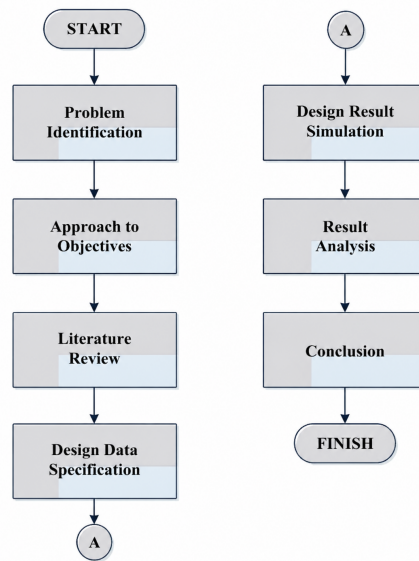 START
Problem
Identification
Approach to
Objectives
Literature
Review
Design Data
Specification
A
A
Design Result
Simulation
Result
Analysis
Conclusion
FINISH